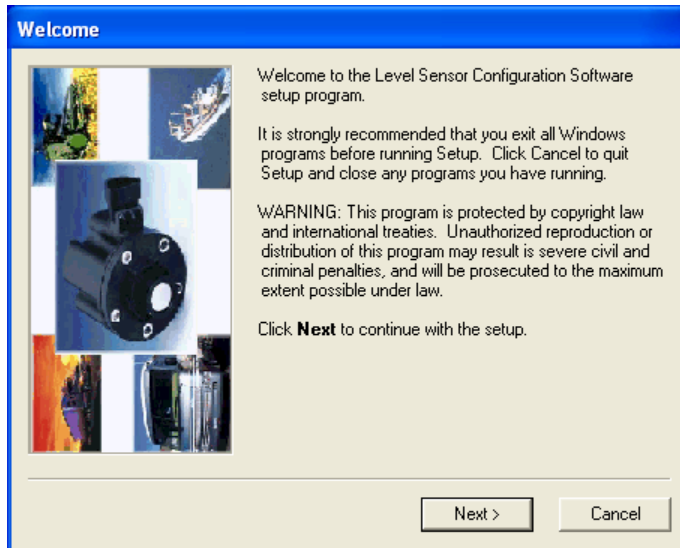 Welcome
Welcome to the Level Sensor Configuration Software
setup program.
It is strongly recommended that you exit all Windows
programs before running Setup. Click Cancel to quit
Setup and close any programs you have running.
WARNING: This program is protected by copyright law
and international treaties. Unauthorized reproduction or
distribution of this program may result is severe civil and
criminal penalties, and will be prosecuted to the maximum
extent possible under law.
Click Next to continue with the setup.
Next >
Cancel